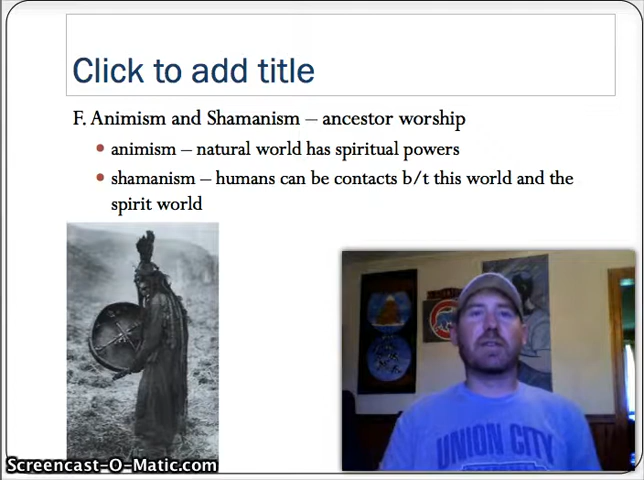 Click to add title
F. Animism and Shamanism – ancestor worship
animism – natural world has spiritual powers
shamanism – humans can be contacts b/t this world and the
spirit world
UNION CITY
Screencast-O-Matic.com